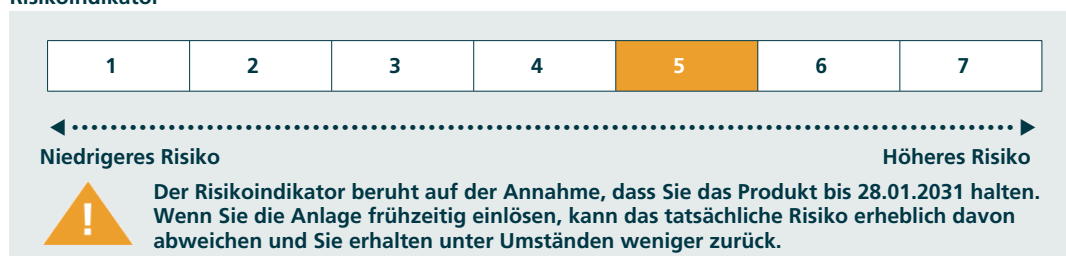 Risikoindikator
1 2 3 4 5 6 7
Niedrigeres Risiko Höheres Risiko
! Der Risikoindikator beruht auf der Annahme, dass Sie das Produkt bis 28.01.2031 halten.
Wenn Sie die Anlage frühzeitig einlösen, kann das tatsächliche Risiko erheblich davon
abweichen und Sie erhalten unter Umständen weniger zurück.